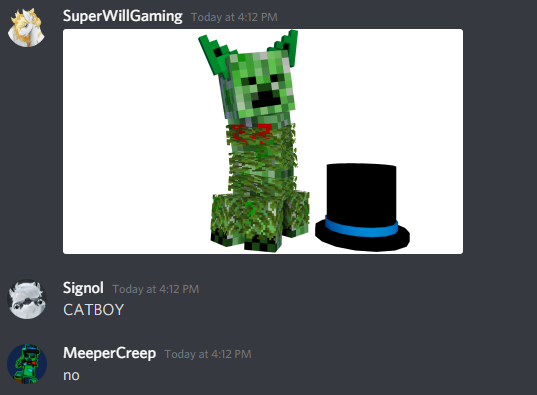 SuperWillGaming Today at 4:12 PM
Signol Today at 4:12 PM
CATBOY
MeeperCreep Today at 4:12 PM
no